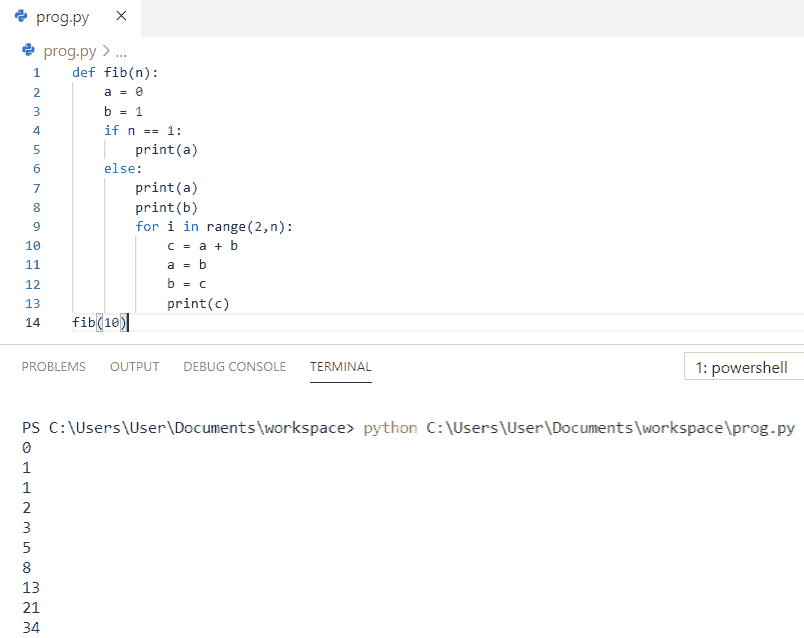 prog.py ×
prog.py > ...
1 def fib(n):
2     a = 0
3     b = 1
4     if n == 1:
5         print(a)
6     else:
7         print(a)
8         print(b)
9         for i in range(2,n):
10             c = a + b
11             a = b
12             b = c
13             print(c)
14 fib(10)
PROBLEMS OUTPUT DEBUG CONSOLE TERMINAL 1: powershell
PS C:\Users\User\Documents\workspace> python C:\Users\User\Documents\workspace\prog.py
0
1
1
2
3
5
8
13
21
34